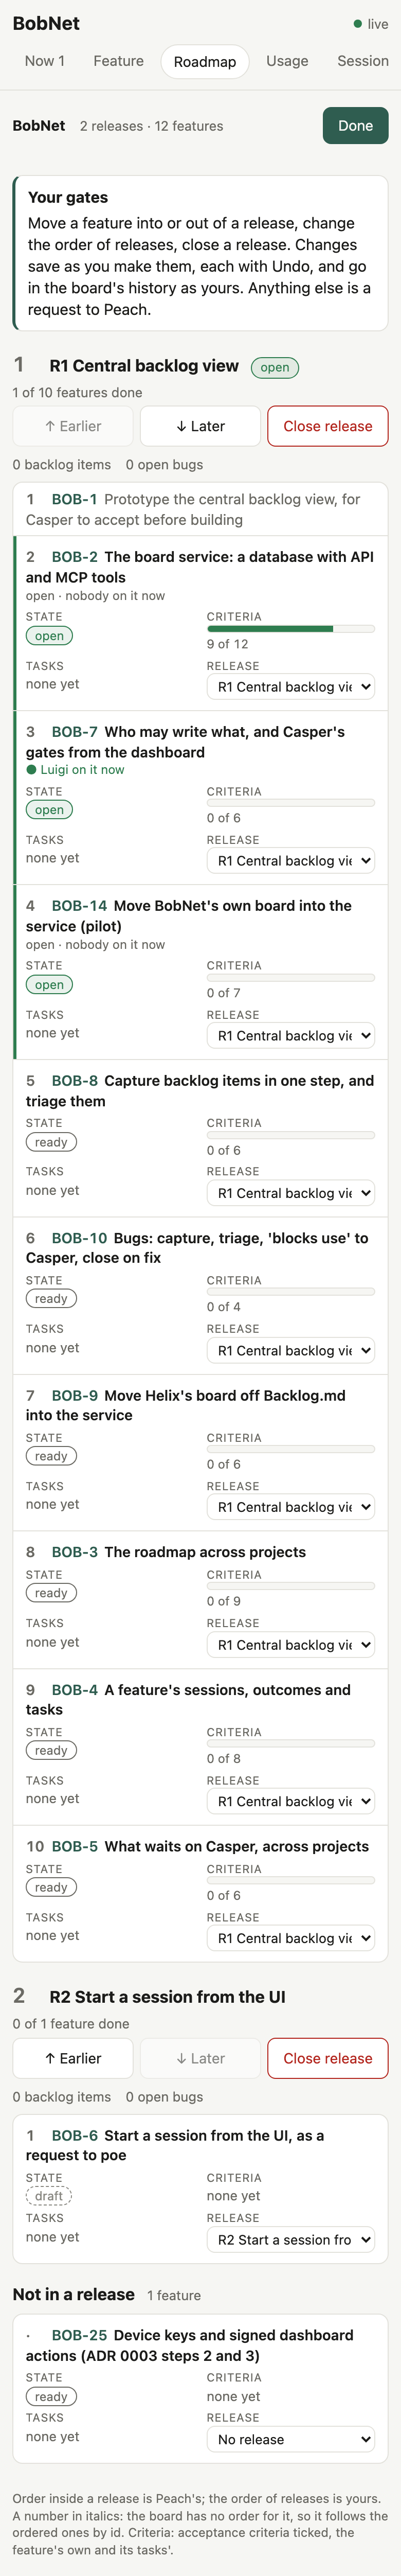 BobNet
live
Now 1 Feature Roadmap Usage Session
BobNet 2 releases · 12 features Done
Your gates
Move a feature into or out of a release, change
the order of releases, close a release. Changes
save as you make them, each with Undo, and go
in the board's history as yours. Anything else is a
request to Peach.
1 R1 Central backlog view open
1 of 10 features done
↑ Earlier ↓ Later Close release
0 backlog items 0 open bugs
1 BOB-1 Prototype the central backlog view, for
Casper to accept before building
2 BOB-2 The board service: a database with API
and MCP tools
open · nobody on it now
STATE CRITERIA
open
9 of 12
TASKS RELEASE
none yet R1 Central backlog vie
3 BOB-7 Who may write what, and Casper's
gates from the dashboard
Luigi on it now
STATE CRITERIA
open
0 of 6
TASKS RELEASE
none yet R1 Central backlog vie
4 BOB-14 Move BobNet's own board into the
service (pilot)
open · nobody on it now
STATE CRITERIA
open
0 of 7
TASKS RELEASE
none yet R1 Central backlog vie
5 BOB-8 Capture backlog items in one step, and
triage them
STATE CRITERIA
ready
0 of 6
TASKS RELEASE
none yet R1 Central backlog vie
6 BOB-10 Bugs: capture, triage, 'blocks use' to
Casper, close on fix
STATE CRITERIA
ready
0 of 4
TASKS RELEASE
none yet R1 Central backlog vie
7 BOB-9 Move Helix's board off Backlog.md
into the service
STATE CRITERIA
ready
0 of 6
TASKS RELEASE
none yet R1 Central backlog vie
8 BOB-3 The roadmap across projects
STATE CRITERIA
ready
0 of 9
TASKS RELEASE
none yet R1 Central backlog vie
9 BOB-4 A feature's sessions, outcomes and
tasks
STATE CRITERIA
ready
0 of 8
TASKS RELEASE
none yet R1 Central backlog vie
10 BOB-5 What waits on Casper, across projects
STATE CRITERIA
ready
0 of 6
TASKS RELEASE
none yet R1 Central backlog vie
2 R2 Start a session from the UI
0 of 1 feature done
↑ Earlier ↓ Later Close release
0 backlog items 0 open bugs
1 BOB-6 Start a session from the UI, as a
request to poe
STATE CRITERIA
draft none yet
TASKS RELEASE
none yet R2 Start a session fro
Not in a release 1 feature
· BOB-25 Device keys and signed dashboard
actions (ADR 0003 steps 2 and 3)
STATE CRITERIA
ready none yet
TASKS RELEASE
none yet No release
Order inside a release is Peach's; the order of releases is yours.
A number in italics: the board has no order for it, so it follows the
ordered ones by id. Criteria: acceptance criteria ticked, the
feature's own and its tasks'.